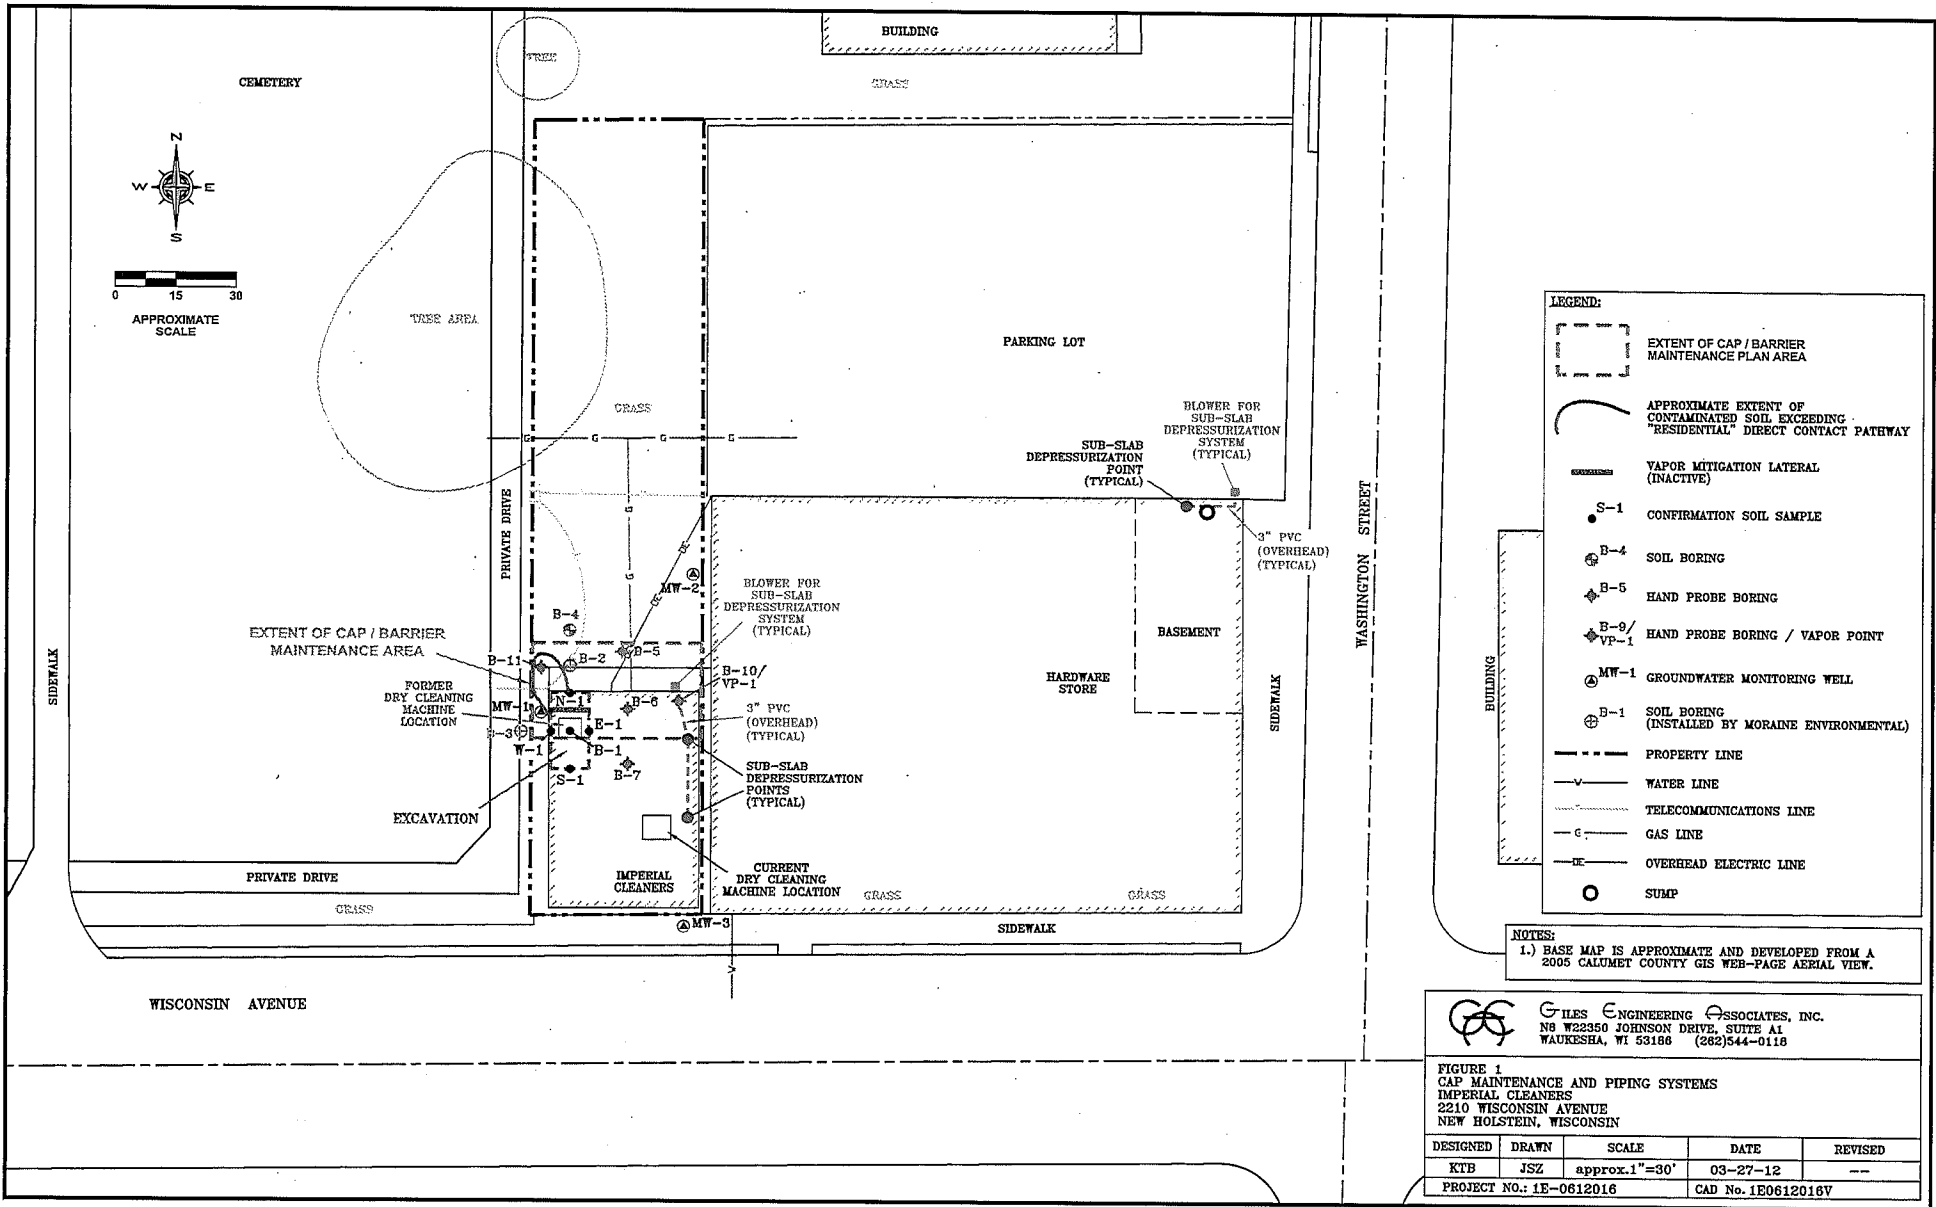 BUILDING
TREE
GRASS
CEMETERY
N
W E
S
0 15 30
APPROXIMATE
SCALE
TREE AREA
PARKING LOT
GRASS
BLOWER FOR
SUB-SLAB
DEPRESSURIZATION
SYSTEM
(TYPICAL)
SUB-SLAB
DEPRESSURIZATION
POINT
(TYPICAL)
G G G G
G
G
PRIVATE DRIVE
OE
OE
MW-2
3" PVC
(OVERHEAD)
(TYPICAL)
WASHINGTON STREET
BLOWER FOR
SUB-SLAB
DEPRESSURIZATION
SYSTEM
(TYPICAL)
B-4
EXTENT OF CAP / BARRIER
MAINTENANCE AREA
BASEMENT
B-11
B-2
B-5
B-10/
VP-1
HARDWARE
STORE
SIDEWALK
SIDEWALK
BUILDING
FORMER
DRY CLEANING
MACHINE
LOCATION
MW-1
N-1
B-6
3" PVC
(OVERHEAD)
(TYPICAL)
B-3
W-1
E-1
B-1
S-1
B-7
SUB-SLAB
DEPRESSURIZATION
POINTS
(TYPICAL)
EXCAVATION
IMPERIAL
CLEANERS
CURRENT
DRY CLEANING
MACHINE LOCATION
PRIVATE DRIVE
GRASS
GRASS
GRASS
MW-3
SIDEWALK
W
WISCONSIN AVENUE
LEGEND:
EXTENT OF CAP / BARRIER
MAINTENANCE PLAN AREA
APPROXIMATE EXTENT OF
CONTAMINATED SOIL EXCEEDING
"RESIDENTIAL" DIRECT CONTACT PATHWAY
VAPOR MITIGATION LATERAL
(INACTIVE)
S-1 CONFIRMATION SOIL SAMPLE
B-4 SOIL BORING
B-5 HAND PROBE BORING
B-9/
VP-1 HAND PROBE BORING / VAPOR POINT
MW-1 GROUNDWATER MONITORING WELL
B-1 SOIL BORING
(INSTALLED BY MORAINE ENVIRONMENTAL)
PROPERTY LINE
W WATER LINE
T TELECOMMUNICATIONS LINE
G GAS LINE
OE OVERHEAD ELECTRIC LINE
SUMP
NOTES:
1.) BASE MAP IS APPROXIMATE AND DEVELOPED FROM A
2005 CALUMET COUNTY GIS WEB-PAGE AERIAL VIEW.
GILES ENGINEERING ASSOCIATES, INC.
N8 W22350 JOHNSON DRIVE, SUITE A1
WAUKESHA, WI 53186 (262)544-0118
FIGURE 1
CAP MAINTENANCE AND PIPING SYSTEMS
IMPERIAL CLEANERS
2210 WISCONSIN AVENUE
NEW HOLSTEIN, WISCONSIN
DESIGNED DRAWN SCALE DATE REVISED
KTB JSZ approx.1"=30' 03-27-12 --
PROJECT NO.: 1E-0612016 CAD No. 1E0612016V